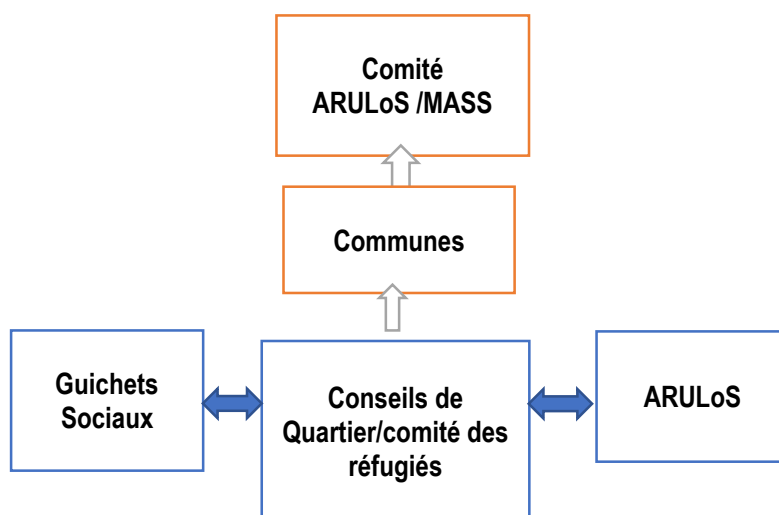 Comité
ARULoS /MASS
Communes
Guichets
Sociaux
Conseils de
Quartier/comité des
réfugiés
ARULoS